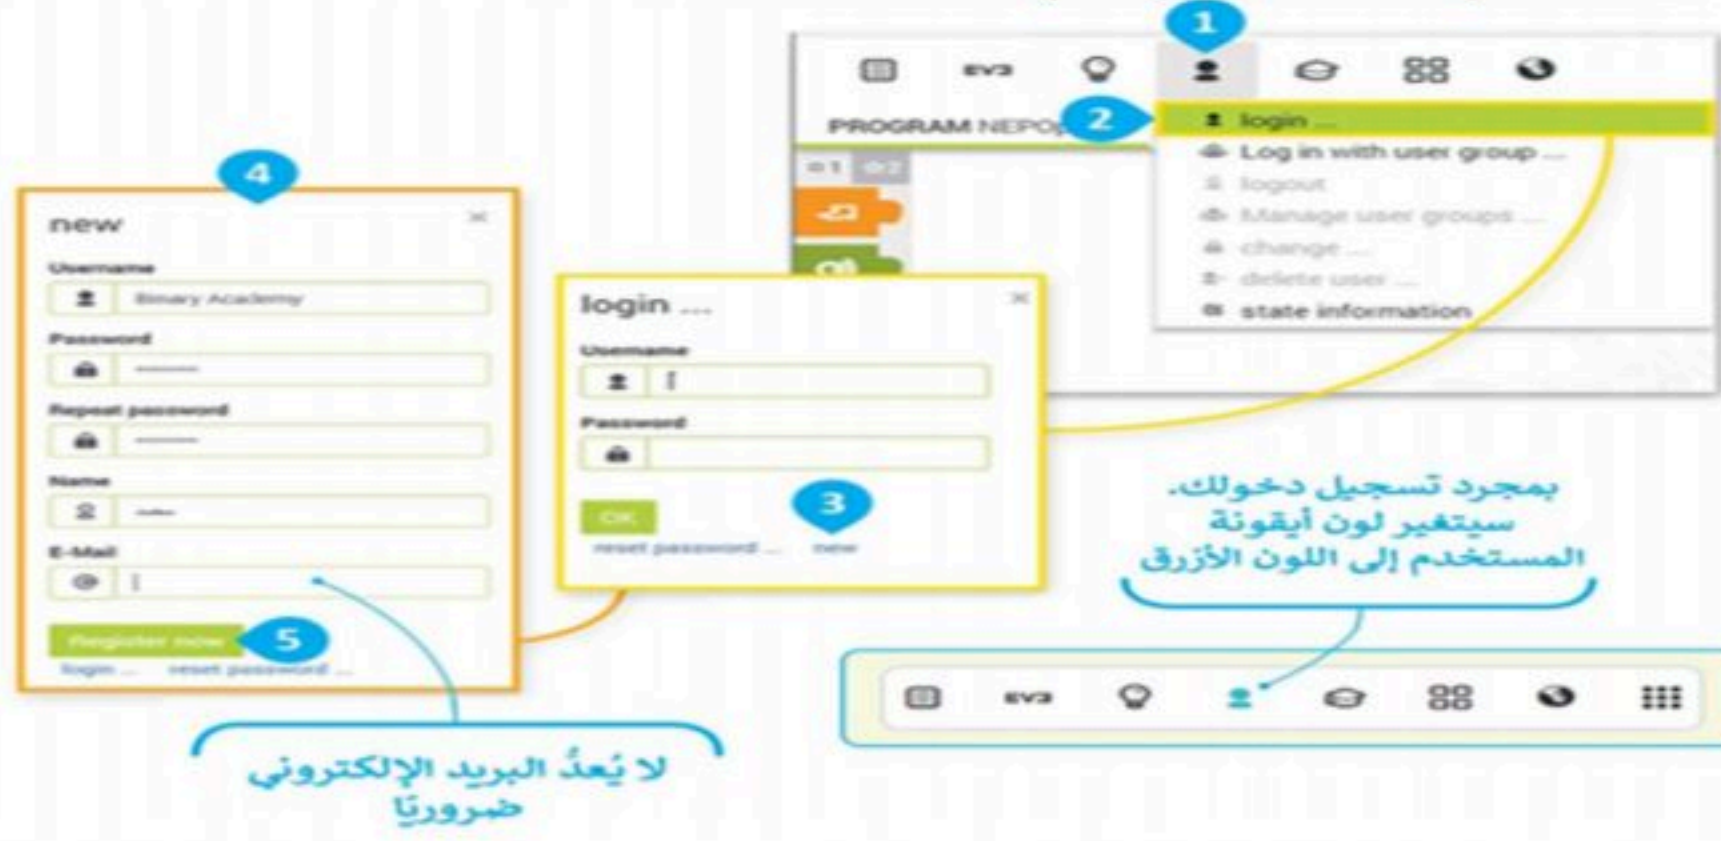 1
EV3
2
login ...
PROGRAM NEPO
Log in with user group ...
1 2
logout
Manage user groups ...
change ...
delete user ...
state information
4
new
Username
Binary Academy
Password
Repeat password
Name
E-Mail
Register now
5
login ... reset password ...
login ...
Username
Password
OK
3
reset password ... new
بمجرد تسجيل دخولك،
سيتغير لون أيقونة
المستخدم إلى اللون الأزرق
EV3
لا يُعدُّ البريد الإلكتروني
ضروريًا